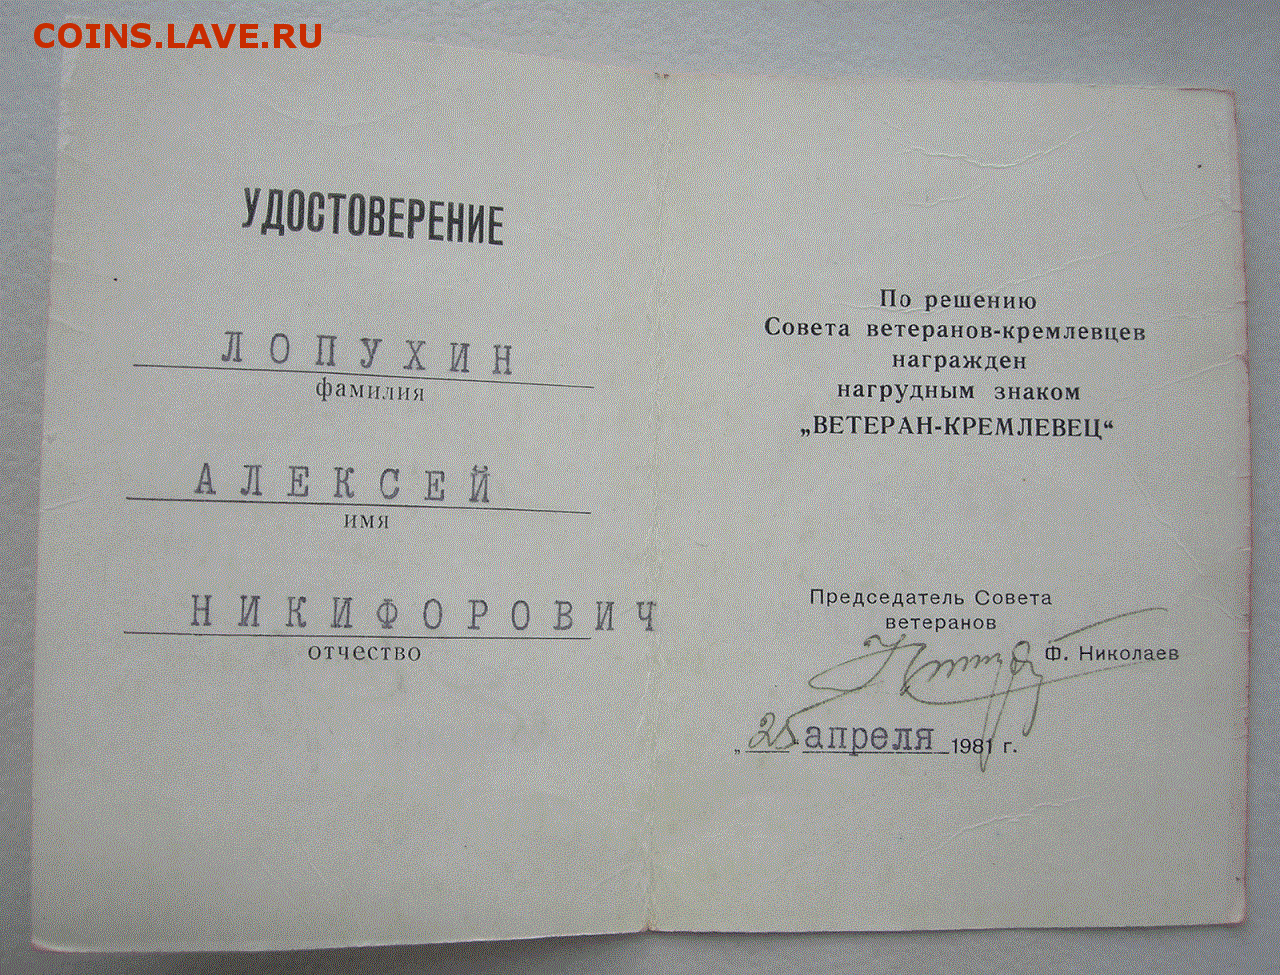 COINS.LAVE.RU
УДОСТОВЕРЕНИЕ
ЛОПУХИН
фамилия
АЛЕКСЕЙ
имя
НИКИФОРОВИЧ
отчество
По решению
Совета ветеранов-кремлевцев
награжден
нагрудным знаком
„ВЕТЕРАН-КРЕМЛЕВЕЦ“
Председатель Совета
ветеранов
Ф. Николаев
„25“ апреля 1981 г.